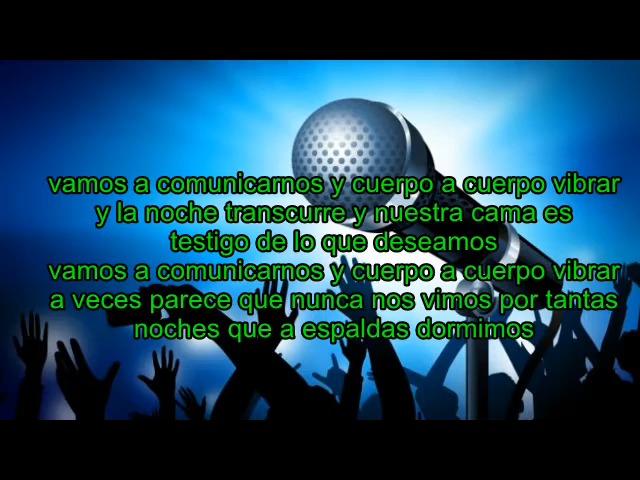 vamos a comunicarnos y cuerpo a cuerpo vibrar
y la noche transcurre y nuestra cama es
testigo de lo que deseamos
vamos a comunicarnos y cuerpo a cuerpo vibrar
a veces parece que nunca nos vimos por tantas
noches que a espaldas dormimos